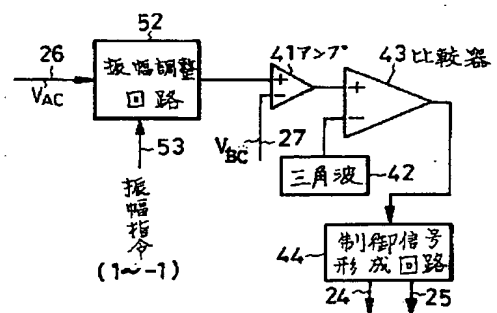 52
26
VAC
振幅調整
回路
53
振
幅
指
令
(1~-1)
41アンプ
+
−
VBC
27
43比較器
+
−
三角波
42
制御信号
形成回路
44
24
25